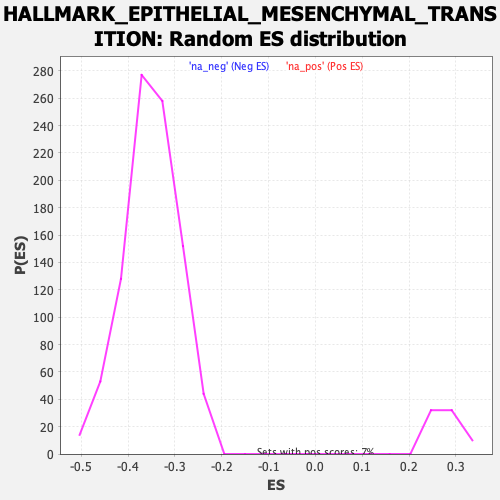 HALLMARK_EPITHELIAL_MESENCHYMAL_TRANS
ITION: Random ES distribution
'na_neg' (Neg ES) 'na_pos' (Pos ES)
280
260
240
220
200
180
160
140
120
100
80
60
40
20
0
P(ES)
Sets with pos scores: 7%
-0.5 -0.4 -0.3 -0.2 -0.1 0.0 0.1 0.2 0.3
ES